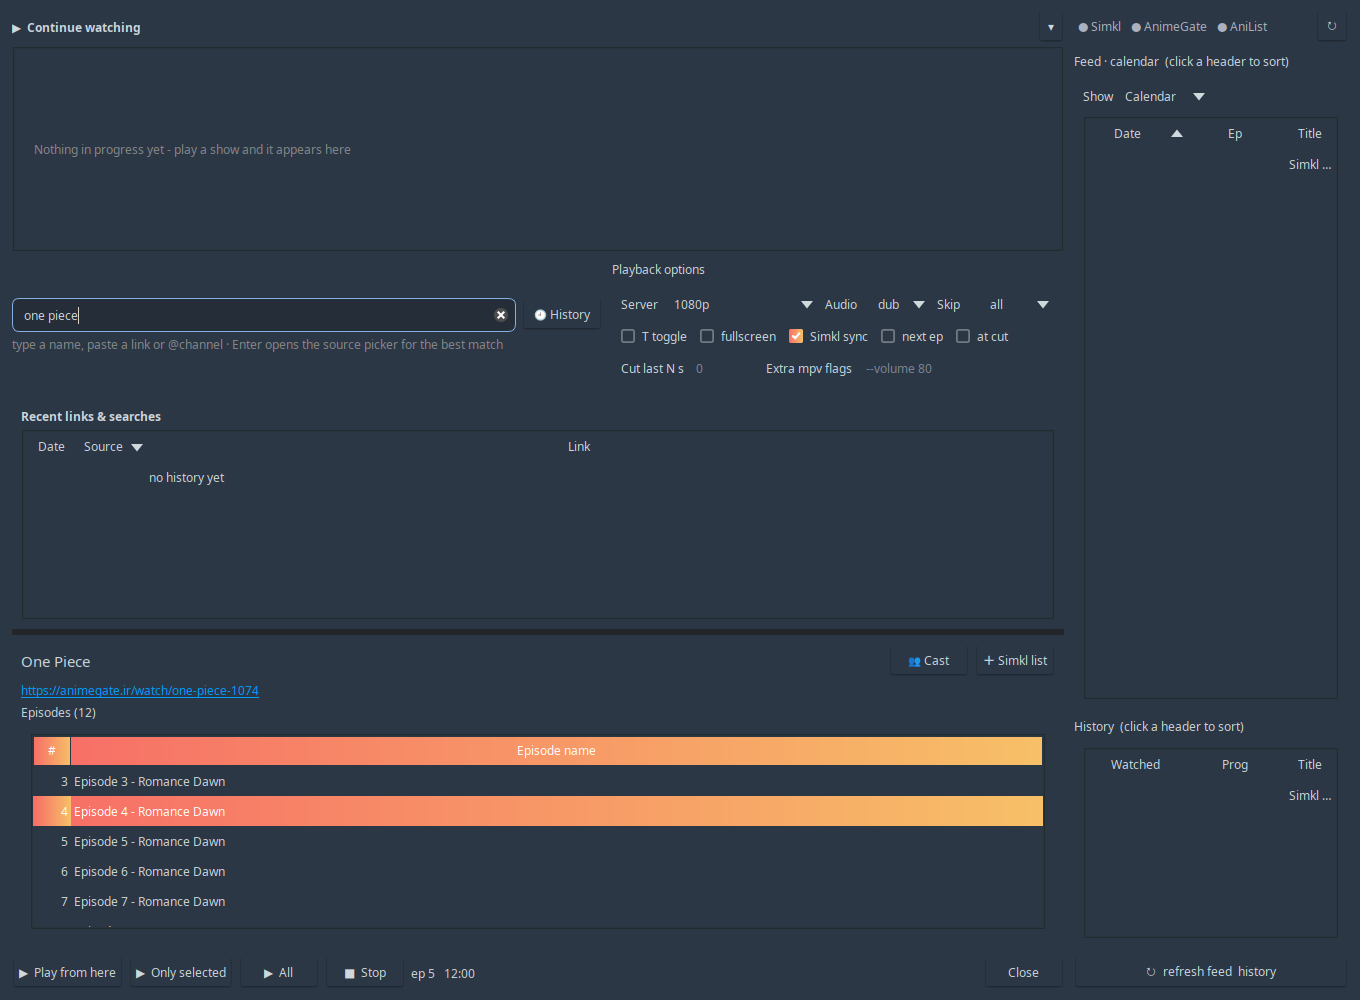 ▶ Continue watching
▼
● Simkl ● AnimeGate ● AniList
↻
Feed · calendar (click a header to sort)
Show Calendar
Date Ep Title
Simkl ...
Nothing in progress yet - play a show and it appears here
Playback options
one piece
History
type a name, paste a link or @channel · Enter opens the source picker for the best match
Server 1080p Audio dub Skip all
T toggle fullscreen Simkl sync next ep at cut
Cut last N s 0 Extra mpv flags --volume 80
Recent links & searches
Date Source Link
no history yet
One Piece
Cast
+ Simkl list
https://animegate.ir/watch/one-piece-1074
Episodes (12)
# Episode name
3 Episode 3 - Romance Dawn
4 Episode 4 - Romance Dawn
5 Episode 5 - Romance Dawn
6 Episode 6 - Romance Dawn
7 Episode 7 - Romance Dawn
History (click a header to sort)
Watched Prog Title
Simkl ...
▶ Play from here ▶ Only selected ▶ All ■ Stop ep 5 12:00 Close
↻ refresh feed history